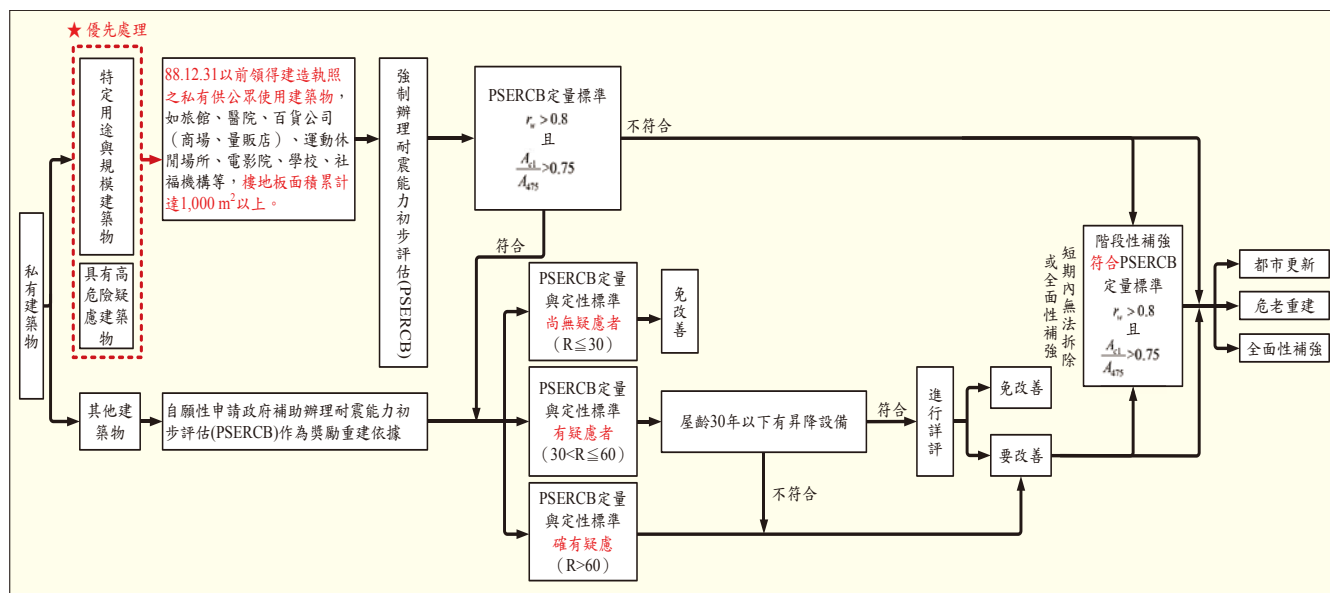 ★ 優先處理
私有建築物
特定用途與規模建築物
具有高
危險疑
慮建築
物
88.12.31以前領得建造執照
之私有供公眾使用建築物，
如旅館、醫院、百貨公司
（商場、量販店）、運動休
閒場所、電影院、學校、社
福機構等，樓地板面積累計
達1,000 m²以上。
強制辦理耐震能力初步評估(PSERCB)
PSERCB定量標準
r_w > 0.8
且
A_c1/A_475 >0.75
不符合
符合
其他建
築物
自願性申請政府補助辦理耐震能力初
步評估(PSERCB)作為獎勵重建依據
PSERCB定量
與定性標準
尚無疑慮者
（R≦30）
免改善
PSERCB定量
與定性標準
有疑慮者
（30<R≦60）
屋齡30年以下有昇降設備
符合
不符合
PSERCB定量
與定性標準
確有疑慮
（R>60）
進行詳評
免改善
要改善
短期內無法拆除
或全面性補強
階段性補強
符合PSERCB
定量標準
r_w > 0.8
且
A_c1/A_475 >0.75
都市更新
危老重建
全面性補強